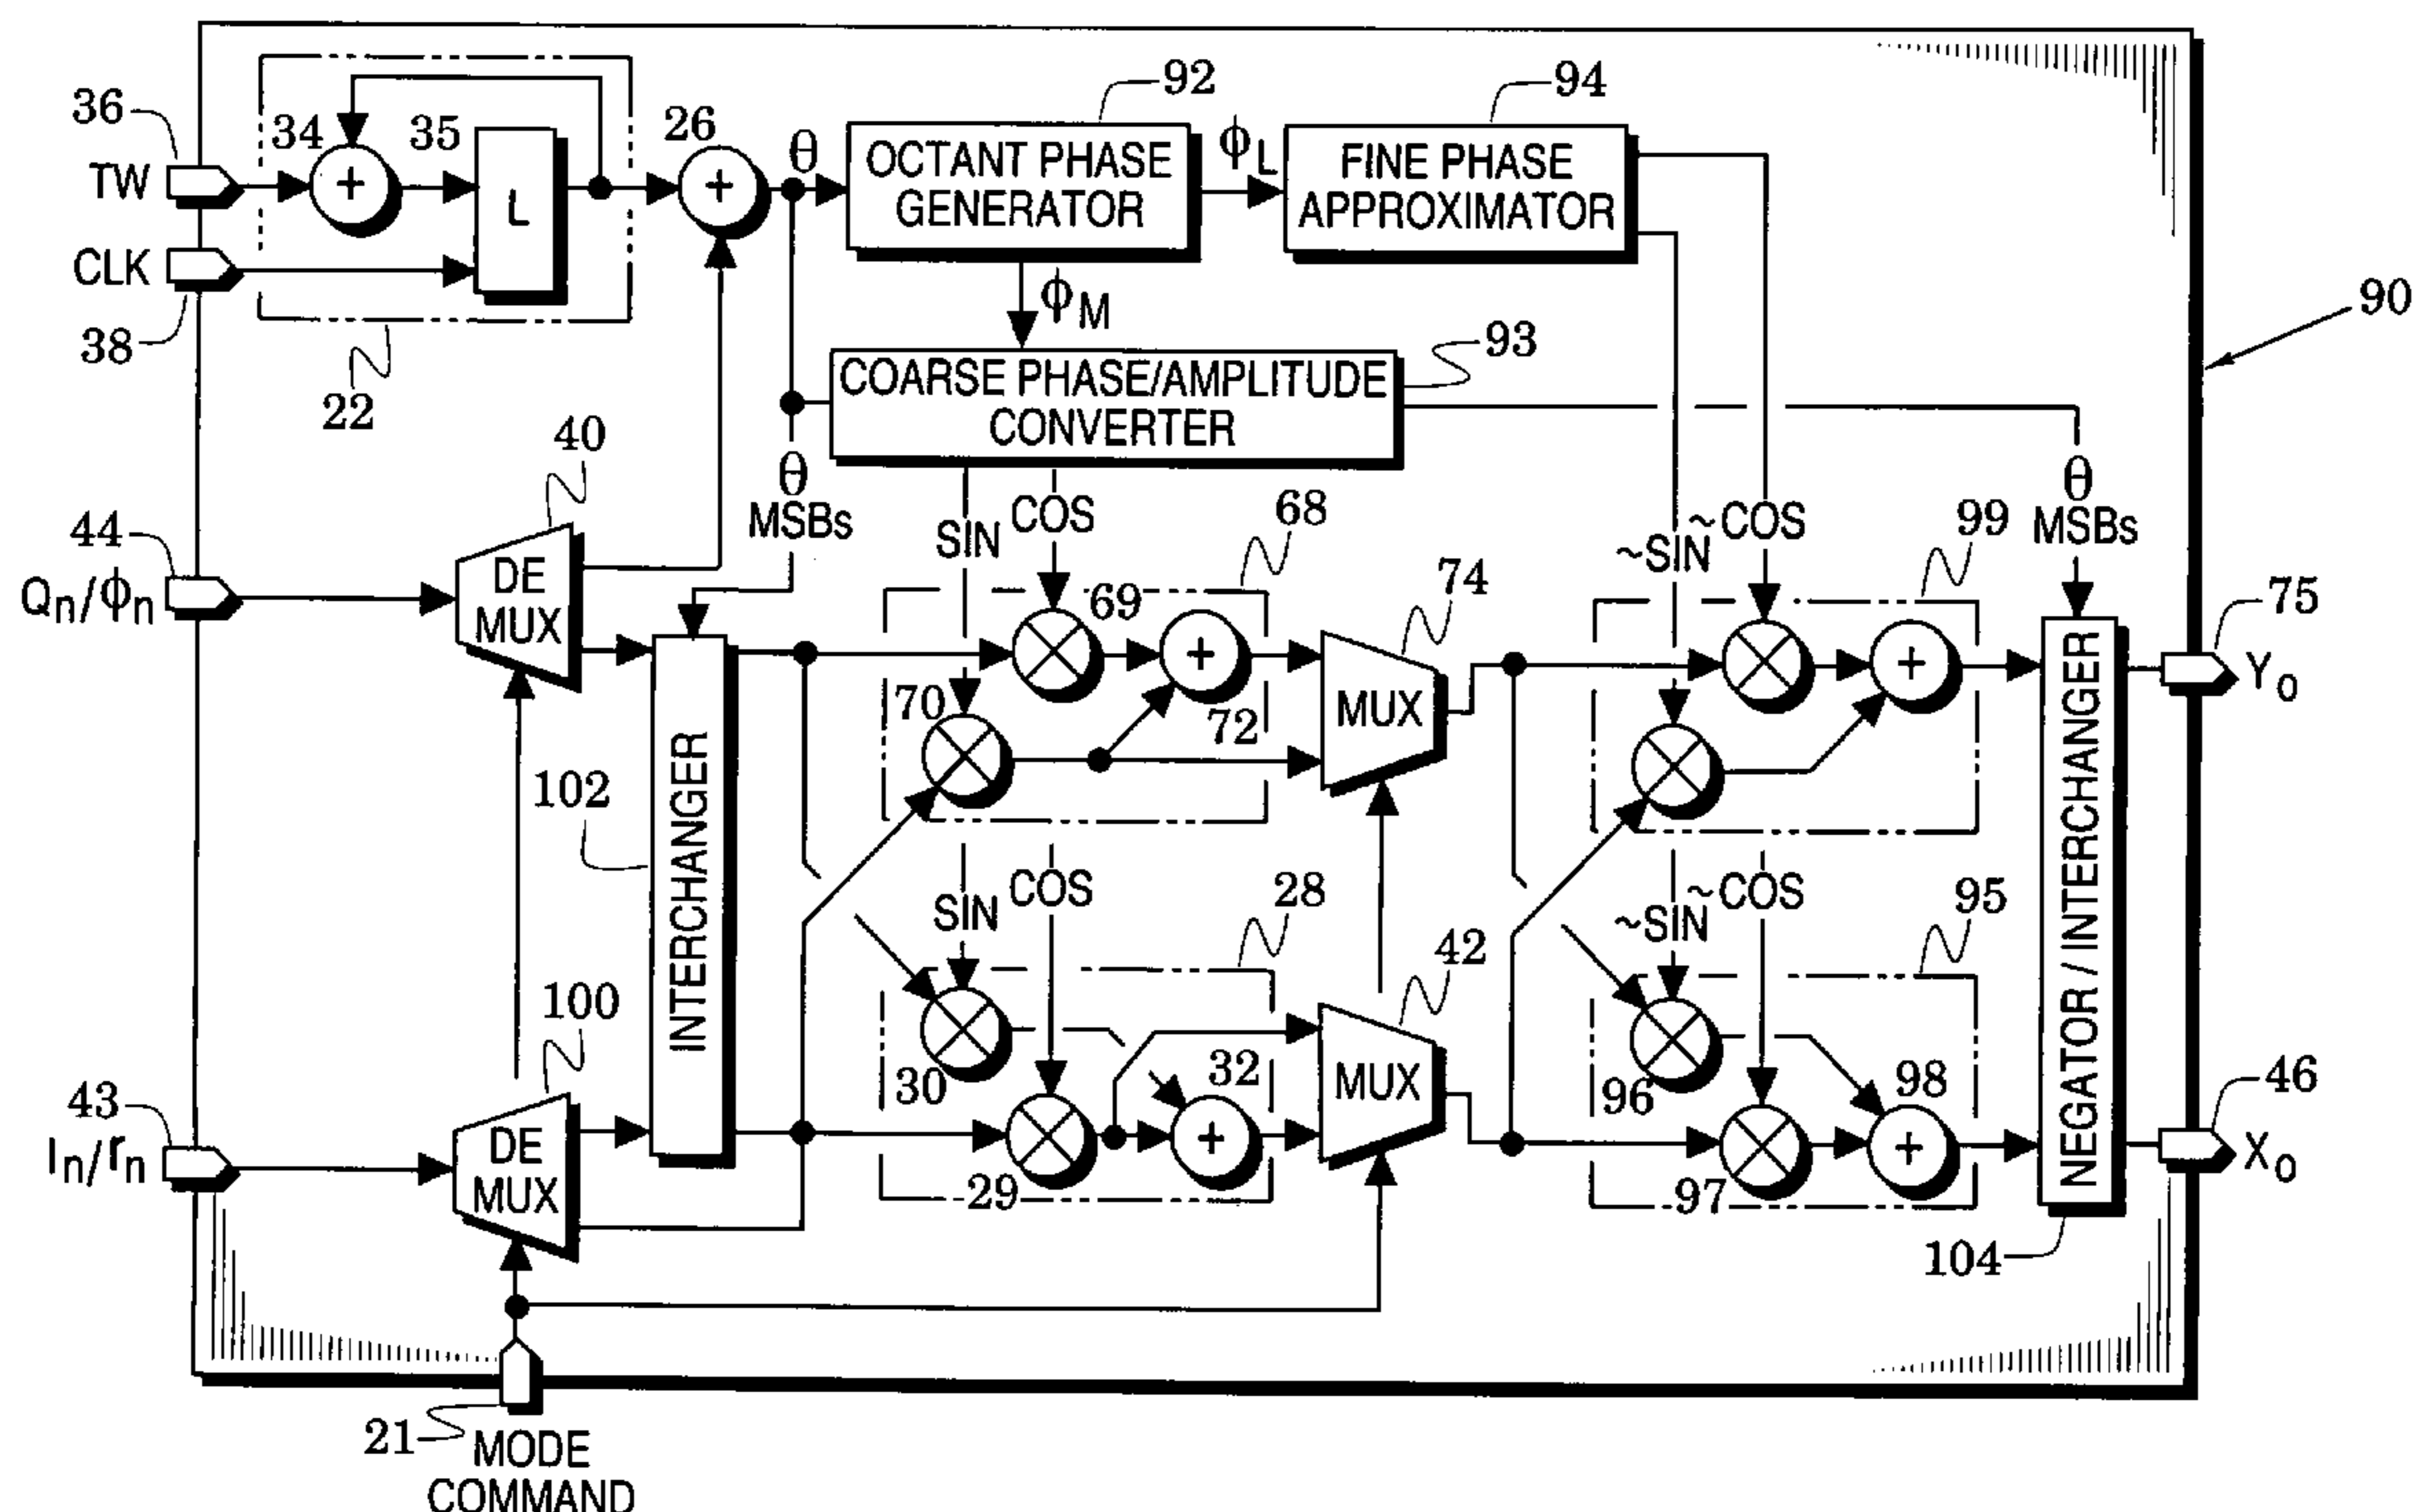 36
34
35
26
92
94
TW
+
L
+
θ
OCTANT PHASE
GENERATOR
ϕL
FINE PHASE
APPROXIMATOR
CLK
38
22
ϕM
90
93
COARSE PHASE/AMPLITUDE
CONVERTER
40
θ
MSBs
SIN
COS
68
~SIN
~COS
99
θ
MSBs
44
Qn/ϕn
DE
MUX
69
+
74
+
75
Y0
70
72
MUX
102
INTERCHANGER
NEGATOR / INTERCHANGER
SIN
COS
28
~SIN
~COS
95
100
42
43
In/rn
DE
MUX
30
32
+
MUX
96
98
+
46
X0
29
97
104
21
MODE
COMMAND